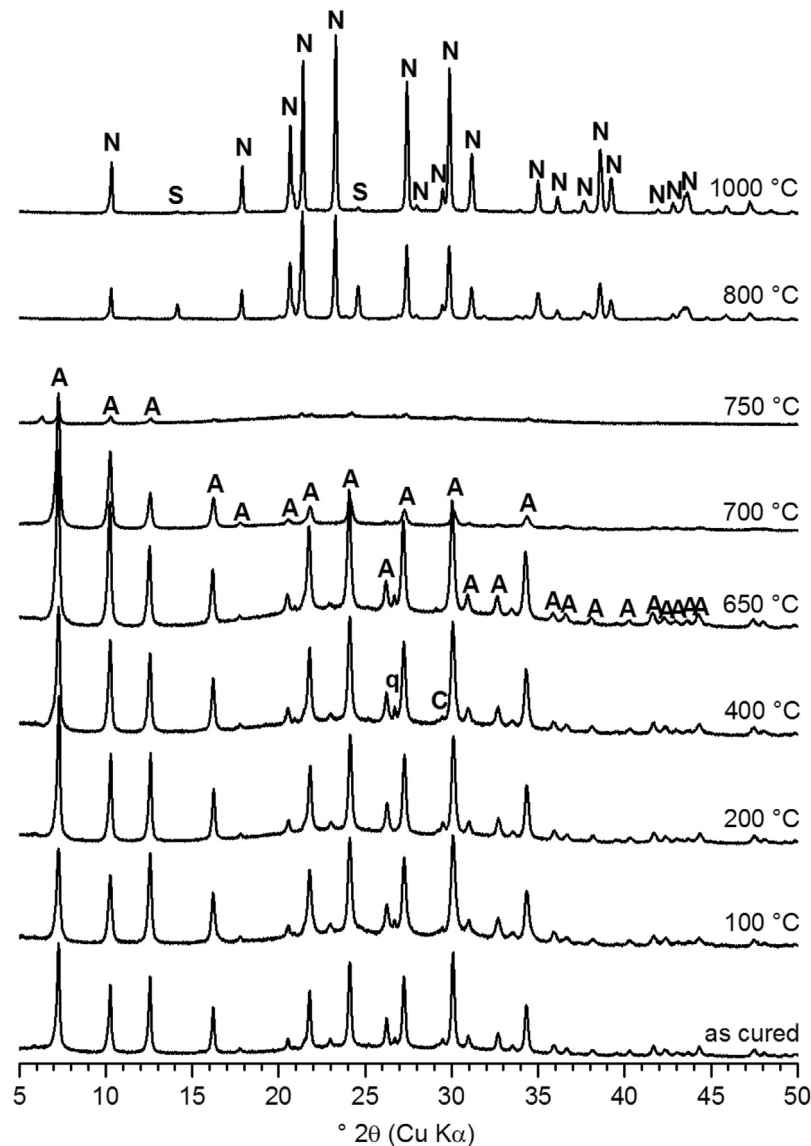 N N N N N N
N N N N S S N N N N N N N N N 1000 °C
800 °C
A A A 750 °C
A A A A A A A A 700 °C
A A A A A A A A A A A A 650 °C
q C 400 °C
200 °C
100 °C
as cured
5 10 15 20 25 30 35 40 45 50
° 2θ (Cu Kα)